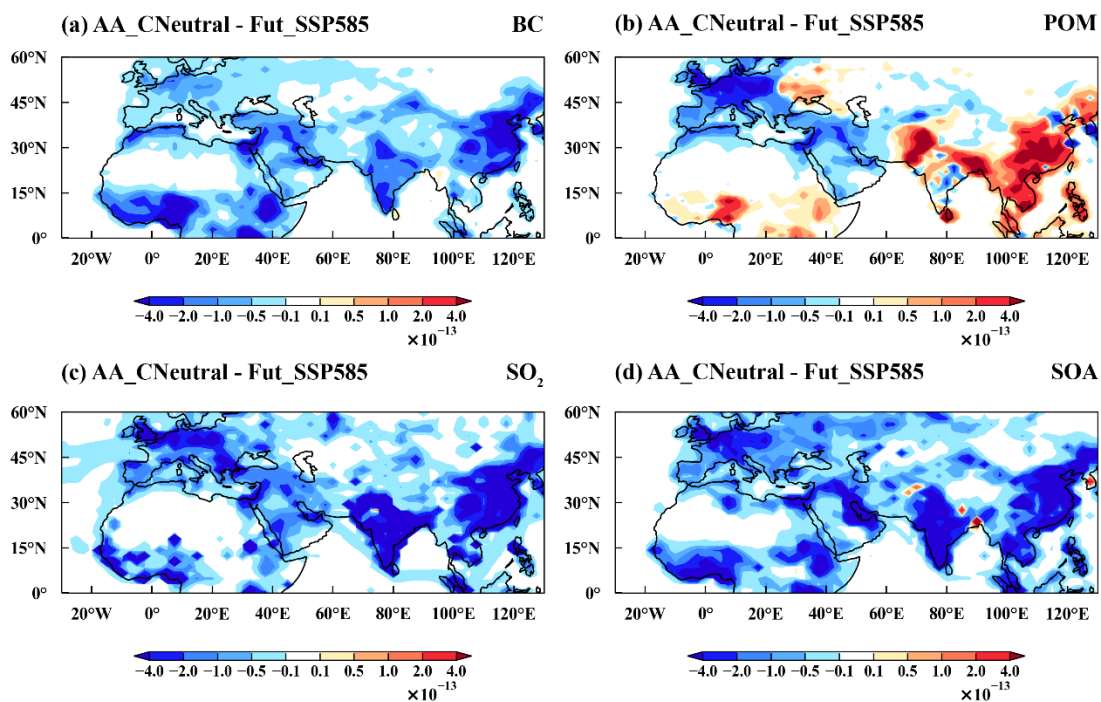 (a) AA_CNeutral - Fut_SSP585 BC
(b) AA_CNeutral - Fut_SSP585 POM
60°N
45°N
30°N
15°N
0°
20°W 0° 20°E 40°E 60°E 80°E 100°E 120°E
−4.0 −2.0 −1.0 −0.5 −0.1 0.1 0.5 1.0 2.0 4.0
×10⁻¹³
60°N
45°N
30°N
15°N
0°
20°W 0° 20°E 40°E 60°E 80°E 100°E 120°E
−4.0 −2.0 −1.0 −0.5 −0.1 0.1 0.5 1.0 2.0 4.0
×10⁻¹³
(c) AA_CNeutral - Fut_SSP585 SO₂
(d) AA_CNeutral - Fut_SSP585 SOA
60°N
45°N
30°N
15°N
0°
20°W 0° 20°E 40°E 60°E 80°E 100°E 120°E
−4.0 −2.0 −1.0 −0.5 −0.1 0.1 0.5 1.0 2.0 4.0
×10⁻¹³
60°N
45°N
30°N
15°N
0°
20°W 0° 20°E 40°E 60°E 80°E 100°E 120°E
−4.0 −2.0 −1.0 −0.5 −0.1 0.1 0.5 1.0 2.0 4.0
×10⁻¹³